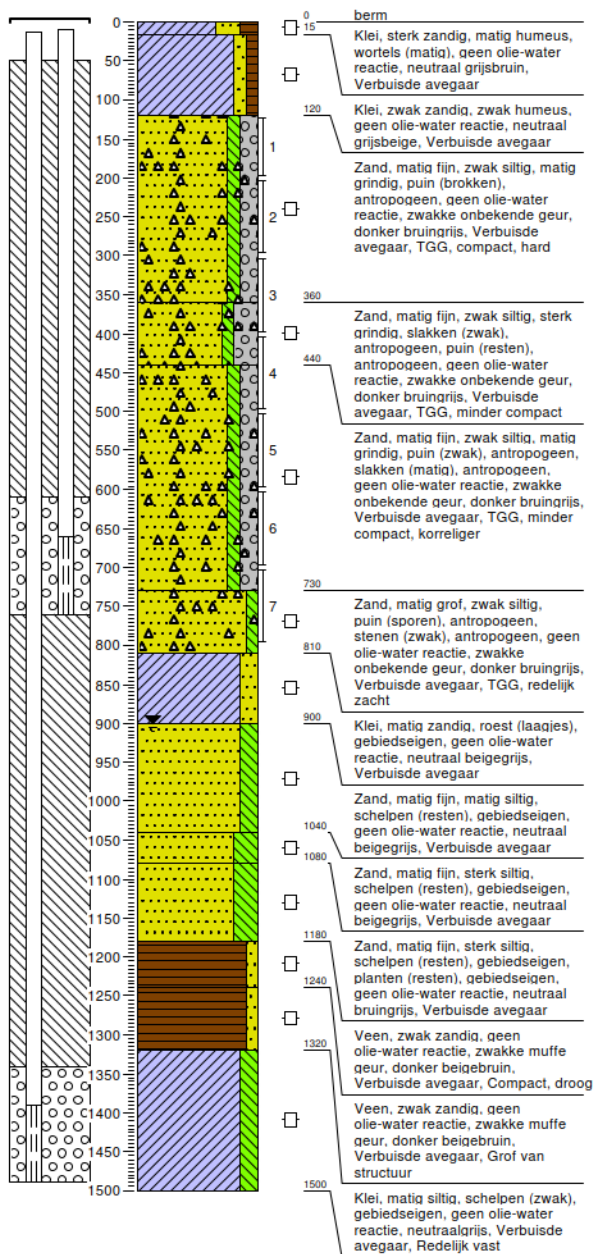 0
50
100
150
200
250
300
350
400
450
500
550
600
650
700
750
800
850
900
950
1000
1050
1100
1150
1200
1250
1300
1350
1400
1450
1500
1
2
3
4
5
6
7
0 berm
15
Klei, sterk zandig, matig humeus,
wortels (matig), geen olie-water
reactie, neutraal grijsbruin,
Verbuisde avegaar
120
Klei, zwak zandig, zwak humeus,
geen olie-water reactie, neutraal
grijsbeige, Verbuisde avegaar
Zand, matig fijn, zwak siltig, matig
grindig, puin (brokken),
antropogeen, geen olie-water
reactie, zwakke onbekende geur,
donker bruingrijs, Verbuisde
avegaar, TGG, compact, hard
360
Zand, matig fijn, zwak siltig, sterk
grindig, slakken (zwak),
antropogeen, puin (resten),
antropogeen, geen olie-water
reactie, zwakke onbekende geur,
donker bruingrijs, Verbuisde
avegaar, TGG, minder compact
440
Zand, matig fijn, zwak siltig, matig
grindig, puin (zwak), antropogeen,
slakken (matig), antropogeen,
geen olie-water reactie, zwakke
onbekende geur, donker bruingrijs,
Verbuisde avegaar, TGG, minder
compact, korreliger
730
Zand, matig grof, zwak siltig,
puin (sporen), antropogeen,
stenen (zwak), antropogeen, geen
olie-water reactie, zwakke
onbekende geur, donker bruingrijs,
Verbuisde avegaar, TGG, redelijk
zacht
810
Klei, matig zandig, roest (laagjes),
gebiedseigen, geen olie-water
reactie, neutraal beigegrijs,
Verbuisde avegaar
900
Zand, matig fijn, matig siltig,
schelpen (resten), gebiedseigen,
geen olie-water reactie, neutraal
beigegrijs, Verbuisde avegaar
1040
Zand, matig fijn, sterk siltig,
schelpen (resten), gebiedseigen,
geen olie-water reactie, neutraal
beigegrijs, Verbuisde avegaar
1080
Zand, matig fijn, sterk siltig,
schelpen (resten), gebiedseigen,
planten (resten), gebiedseigen,
geen olie-water reactie, neutraal
bruingrijs, Verbuisde avegaar
1180
Veen, zwak zandig, geen
olie-water reactie, zwakke muffe
geur, donker beigebruin,
Verbuisde avegaar, Compact, droog
1240
Veen, zwak zandig, geen
olie-water reactie, zwakke muffe
geur, donker beigebruin,
Verbuisde avegaar, Grof van
structuur
1320
Klei, matig siltig, schelpen (zwak),
gebiedseigen, geen olie-water
reactie, neutraalgrijs, Verbuisde
avegaar, Redelijk vast
1500